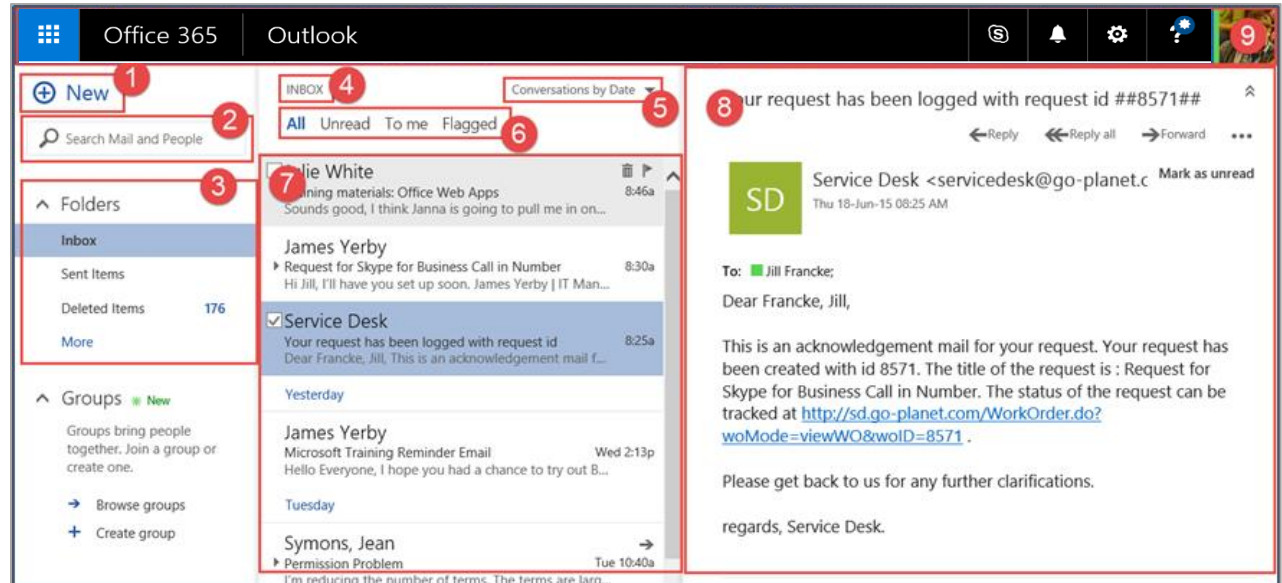 Office 365
Outlook
9
1
New
2
Search Mail and People
3
Folders
Inbox
Sent Items
Deleted Items 176
More
Groups New
Groups bring people
together. Join a group or
create one.
Browse groups
Create group
INBOX 4
Conversations by Date
5
All Unread To me Flagged
6
7
White
materials: Office Web Apps 8:46a
Sounds good, I think Janna is going to pull me in on...
James Yerby
Request for Skype for Business Call in Number 8:30a
Hi Jill, I'll have you set up soon. James Yerby | IT Man...
Service Desk
Your request has been logged with request id 8:25a
Dear Francke, Jill, This is an acknowledgement mail f...
Yesterday
James Yerby
Microsoft Training Reminder Email Wed 2:13p
Hello Everyone, I hope you had a chance to try out B...
Tuesday
Symons, Jean
Permission Problem Tue 10:40a
I'm reducing the number of terms. The terms are larg...
8
your request has been logged with request id ##8571##
Reply Reply all Forward
SD
Service Desk <servicedesk@go-planet.c Mark as unread
Thu 18-Jun-15 08:25 AM
To: Jill Francke;
Dear Francke, Jill,
This is an acknowledgement mail for your request. Your request has
been created with id 8571. The title of the request is : Request for
Skype for Business Call in Number. The status of the request can be
tracked at http://sd.go-planet.com/WorkOrder.do?
woMode=viewWO&woID=8571 .
Please get back to us for any further clarifications.
regards, Service Desk.